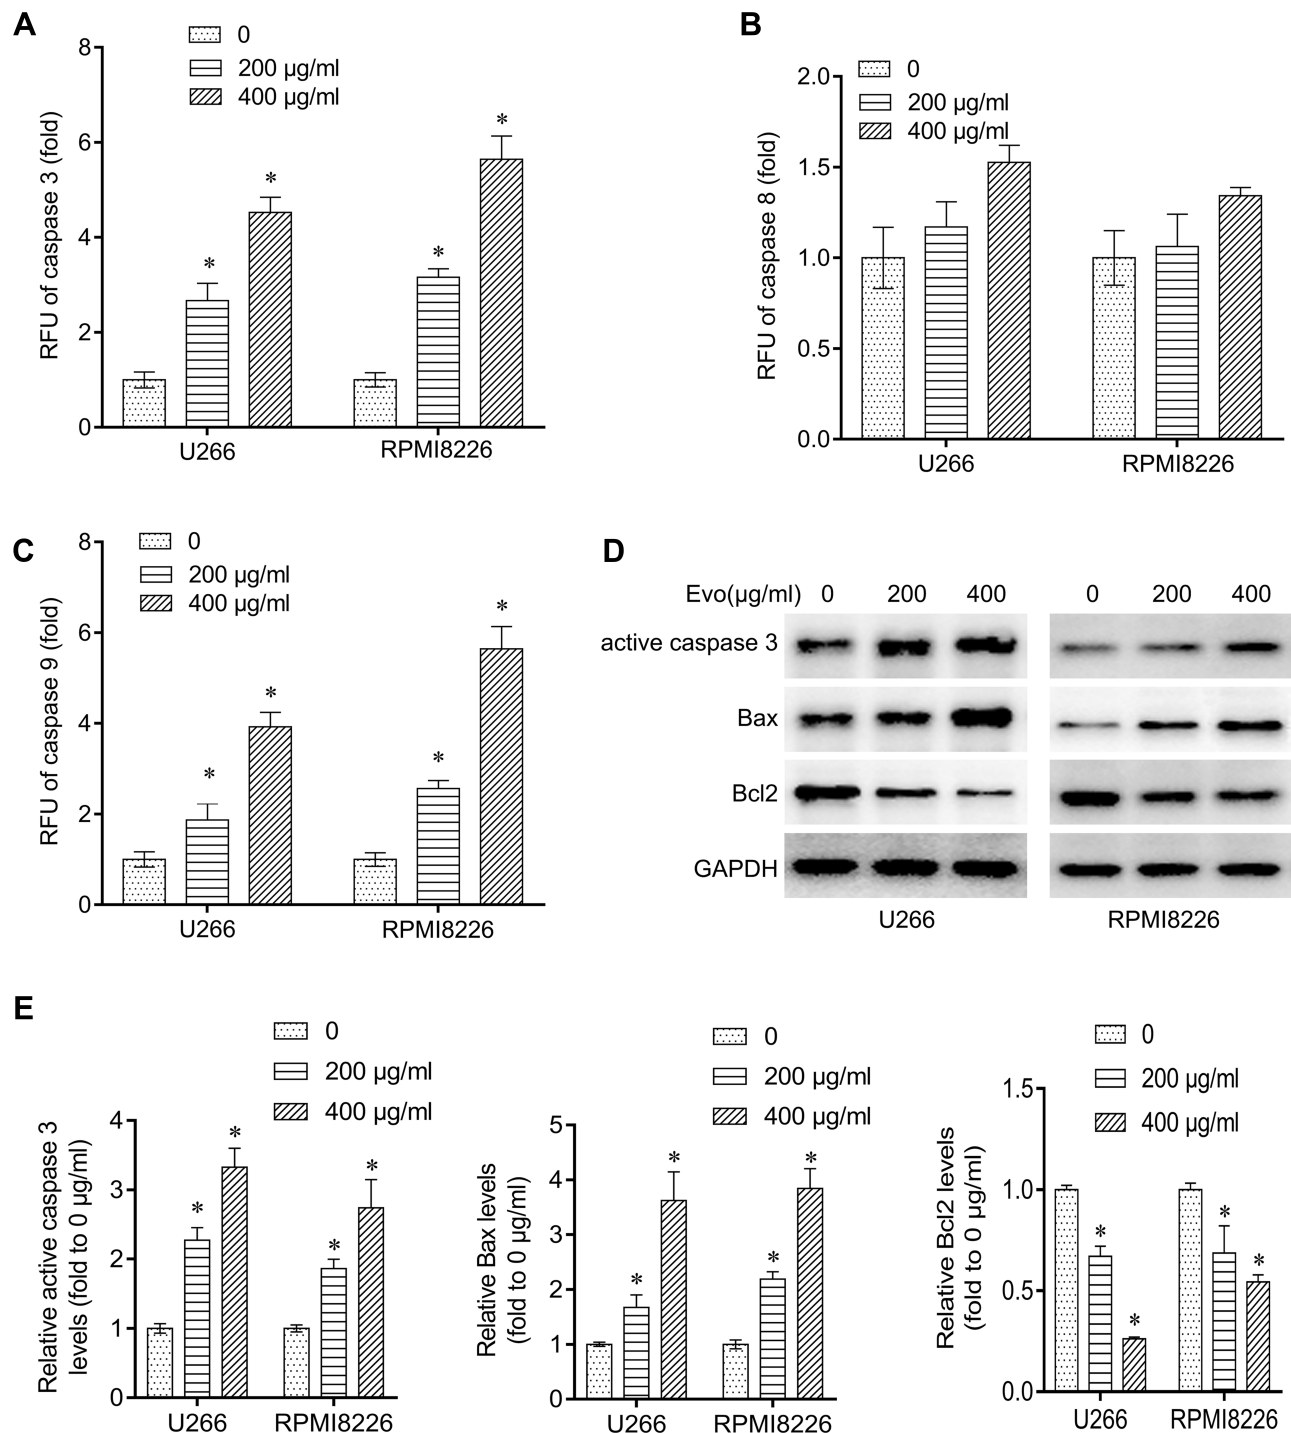 A
0
200 µg/ml
400 µg/ml
RFU of caspase 3 (fold)
8
6
4
2
0
*
*
*
*
U266
RPMI8226
B
0
200 µg/ml
400 µg/ml
RFU of caspase 8 (fold)
2.0
1.5
1.0
0.5
0.0
U266
RPMI8226
C
0
200 µg/ml
400 µg/ml
RFU of caspase 9 (fold)
8
6
4
2
0
*
*
*
*
U266
RPMI8226
D
Evo(µg/ml) 0 200 400 0 200 400
active caspase 3
Bax
Bcl2
GAPDH
U266
RPMI8226
E
0
200 µg/ml
400 µg/ml
Relative active caspase 3
levels (fold to 0 µg/ml)
4
3
2
1
0
*
*
*
*
U266
RPMI8226
0
200 µg/ml
400 µg/ml
Relative Bax levels
(fold to 0 µg/ml)
5
4
3
2
1
0
*
*
*
*
U266
RPMI8226
0
200 µg/ml
400 µg/ml
Relative Bcl2 levels
(fold to 0 µg/ml)
1.5
1.0
0.5
0.0
*
*
*
*
U266
RPMI8226